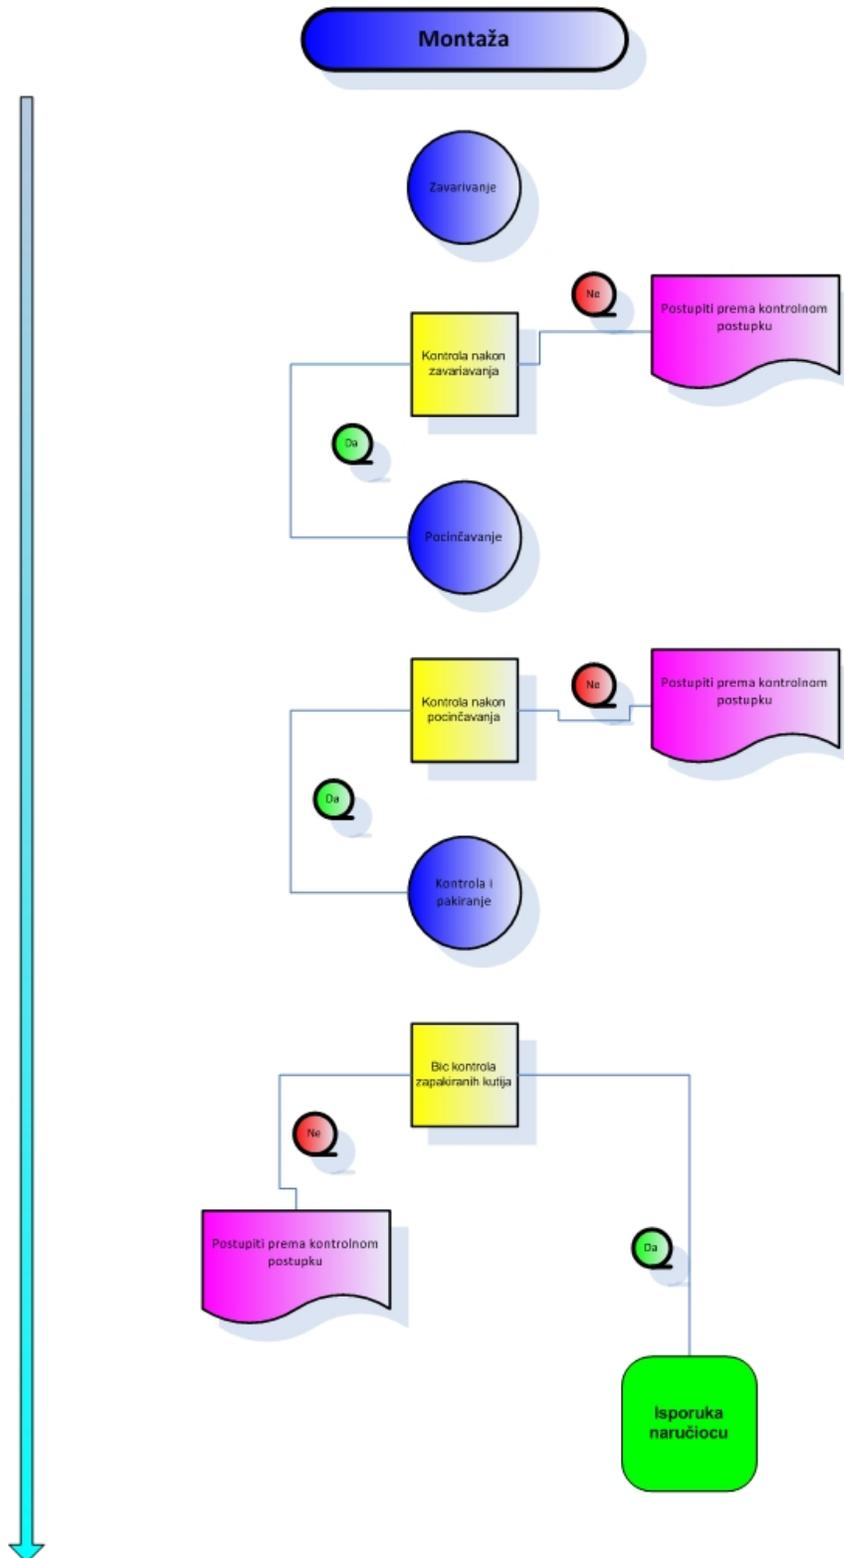 Montaža
Zavarivanje
Ne
Postupiti prema kontrolnom
postupku
Kontrola nakon
zavariavanja
Da
Pocinčavanje
Ne
Postupiti prema kontrolnom
postupku
Kontrola nakon
pocinčavanja
Da
Kontrola i
pakiranje
Bic kontrola
zapakiranih kutija
Ne
Postupiti prema kontrolnom
postupku
Da
Isporuka
naručiocu